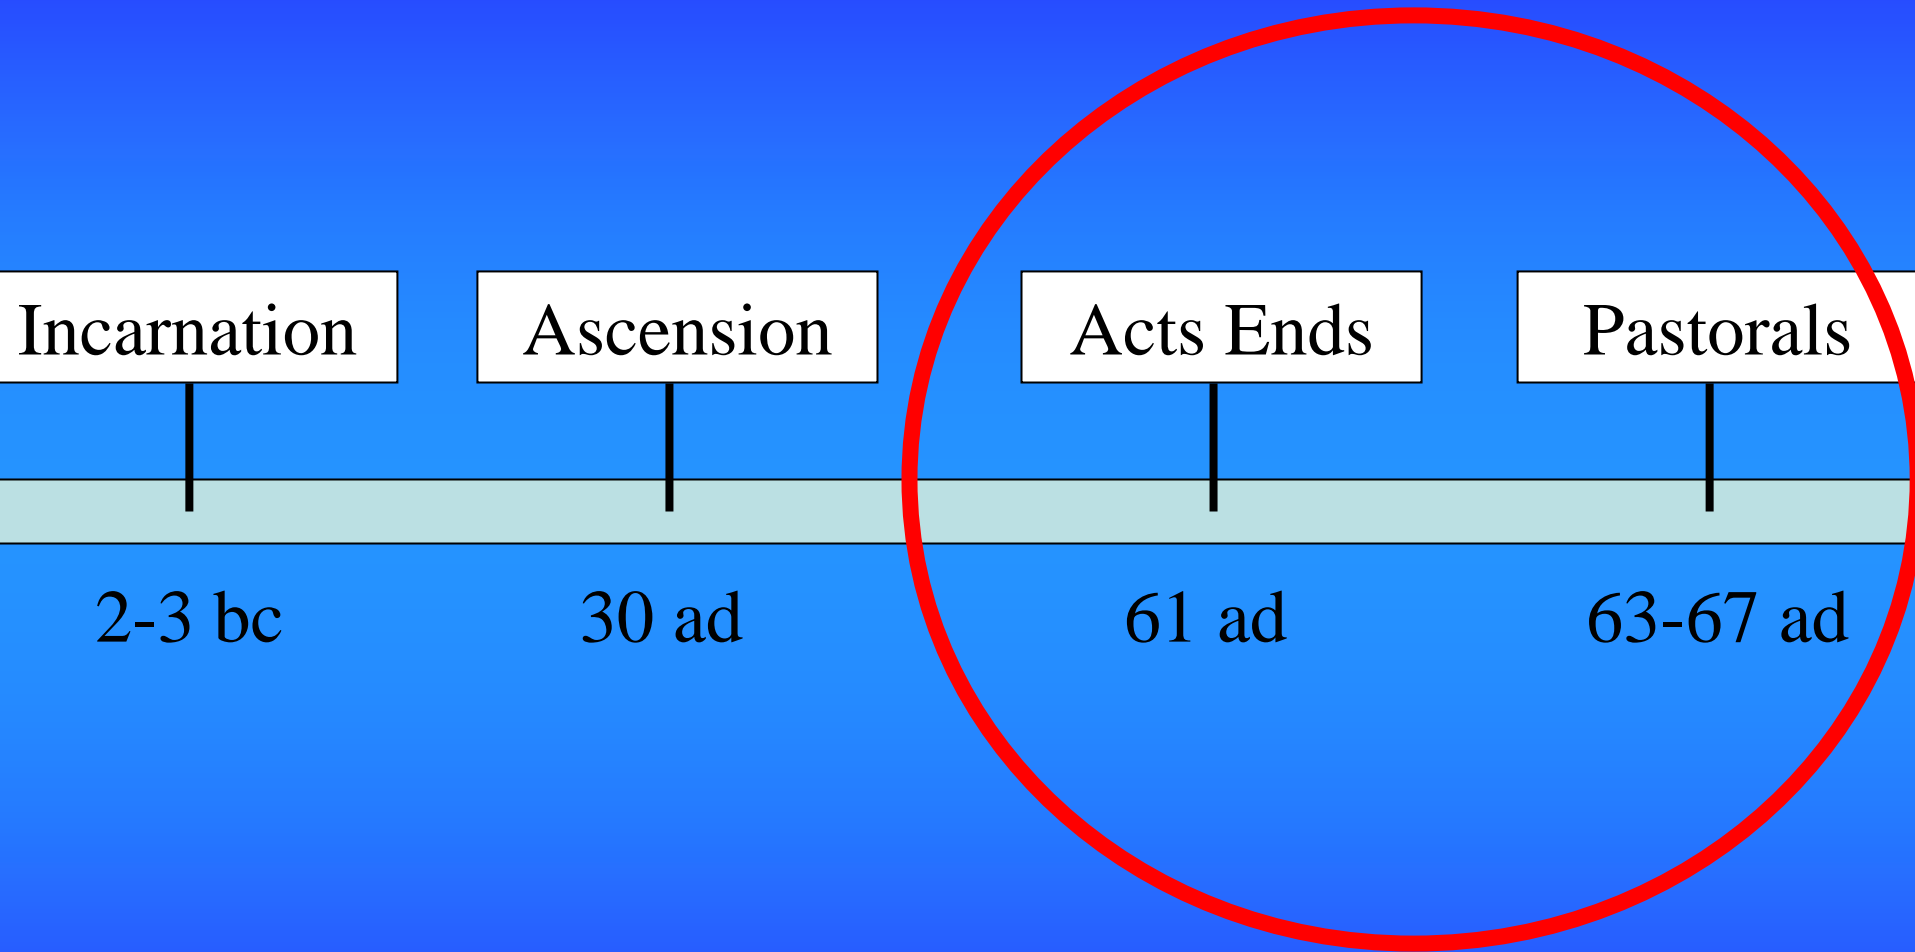 Incarnation
Ascension
Acts Ends
Pastorals
2-3 bc
30 ad
61 ad
63-67 ad